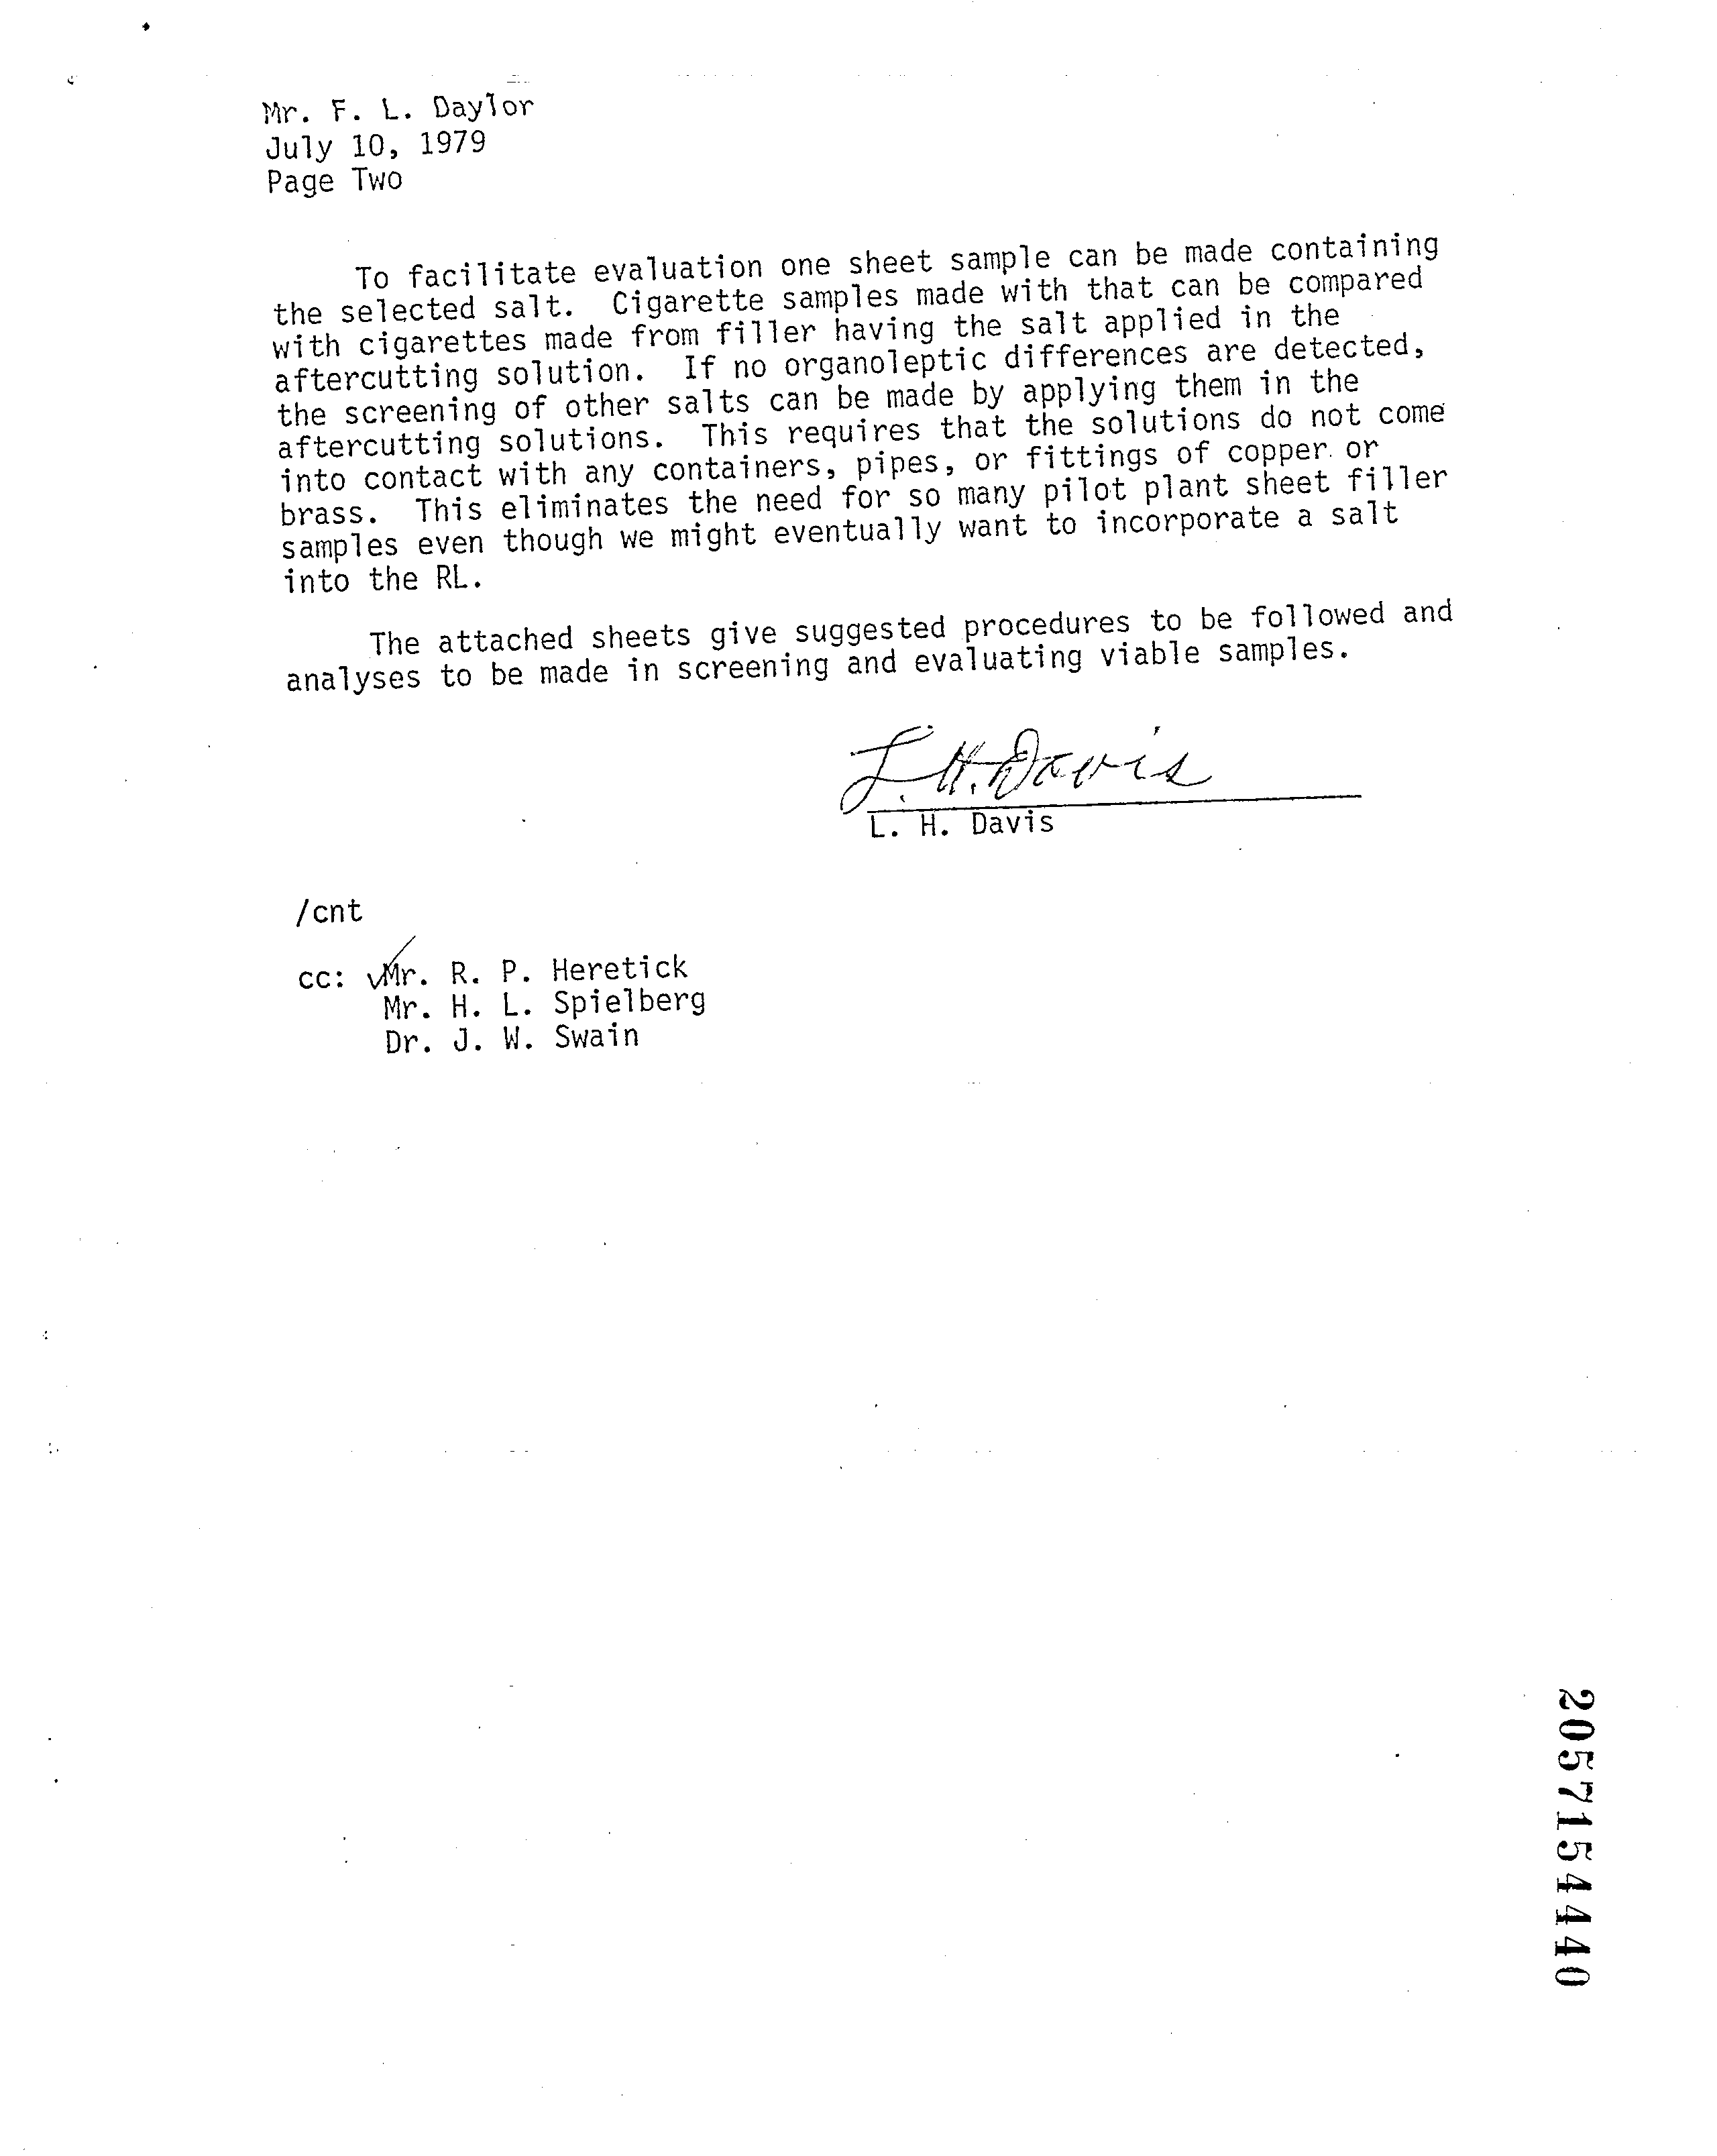 Mr. F. L. Daylor
July 10, 1979
Page Two
To facilitate evaluation one sheet sample can be made containing
the selected salt. Cigarette samples made with that can be compared
with cigarettes made from filler having the salt applied in the
aftercutting solution. If no organoleptic differences are detected,
the screening of other salts can be made by applying them in the
aftercutting solutions. This requires that the solutions do not come
into contact with any containers, pipes, or fittings of copper or
brass. This eliminates the need for so many pilot plant sheet filler
samples even though we might eventually want to incorporate a salt
into the RL.
The attached sheets give suggested procedures to be followed and
analyses to be made in screening and evaluating viable samples.
L. H. Davis
L. H. Davis
/cnt
cc: ✓Mr. R. P. Heretick
Mr. H. L. Spielberg
Dr. J. W. Swain
2057154440